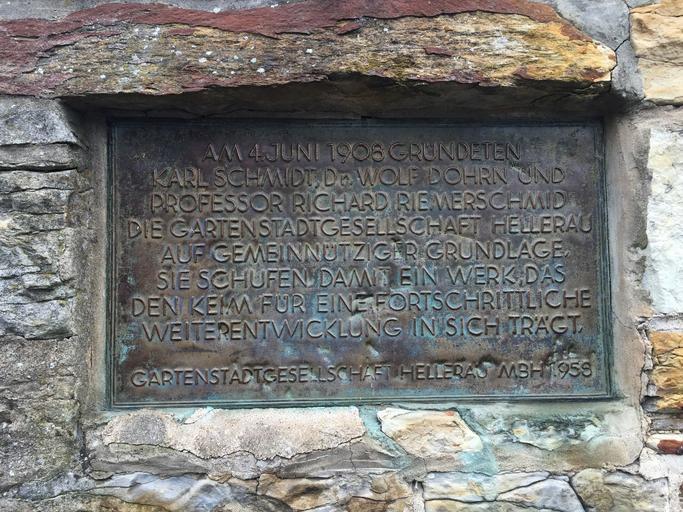 AM 4. JUNI 1908 GRÜNDETEN
KARL SCHMIDT, Dr. WOLF DOHRN UND
PROFESSOR RICHARD RIEMERSCHMID
DIE GARTENSTADTGESELLSCHAFT HELLERAU
AUF GEMEINNÜTZIGER GRUNDLAGE.
SIE SCHUFEN DAMIT EIN WERK, DAS
DEN KEIM FÜR EINE FORTSCHRITTLICHE
WEITERENTWICKLUNG IN SICH TRÄGT.
GARTENSTADTGESELLSCHAFT HELLERAU MBH 1958